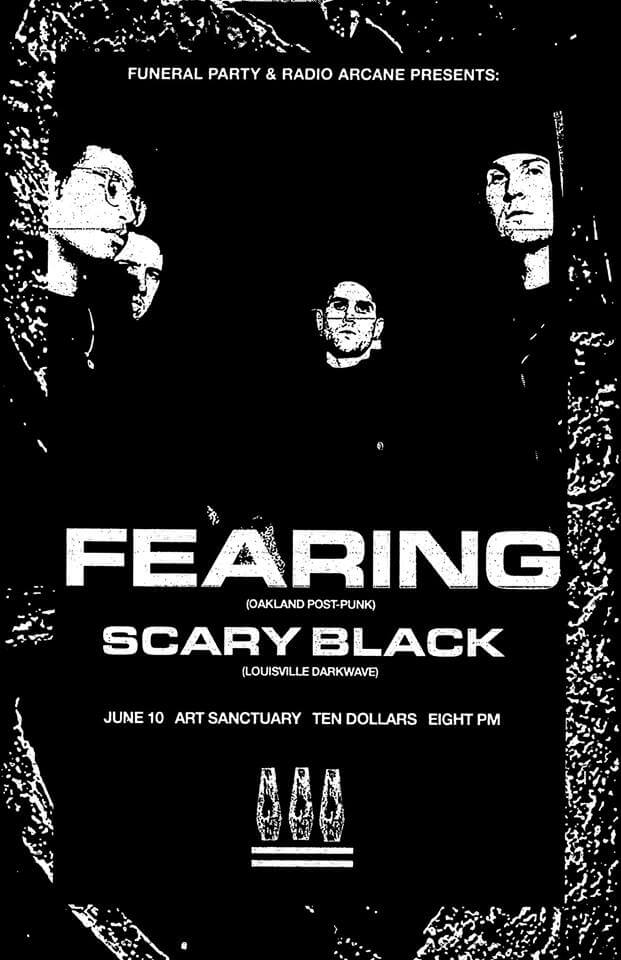 FUNERAL PARTY & RADIO ARCANE PRESENTS:
FEARING
(OAKLAND POST-PUNK)
SCARY BLACK
(LOUISVILLE DARKWAVE)
JUNE 10 ART SANCTUARY TEN DOLLARS EIGHT PM